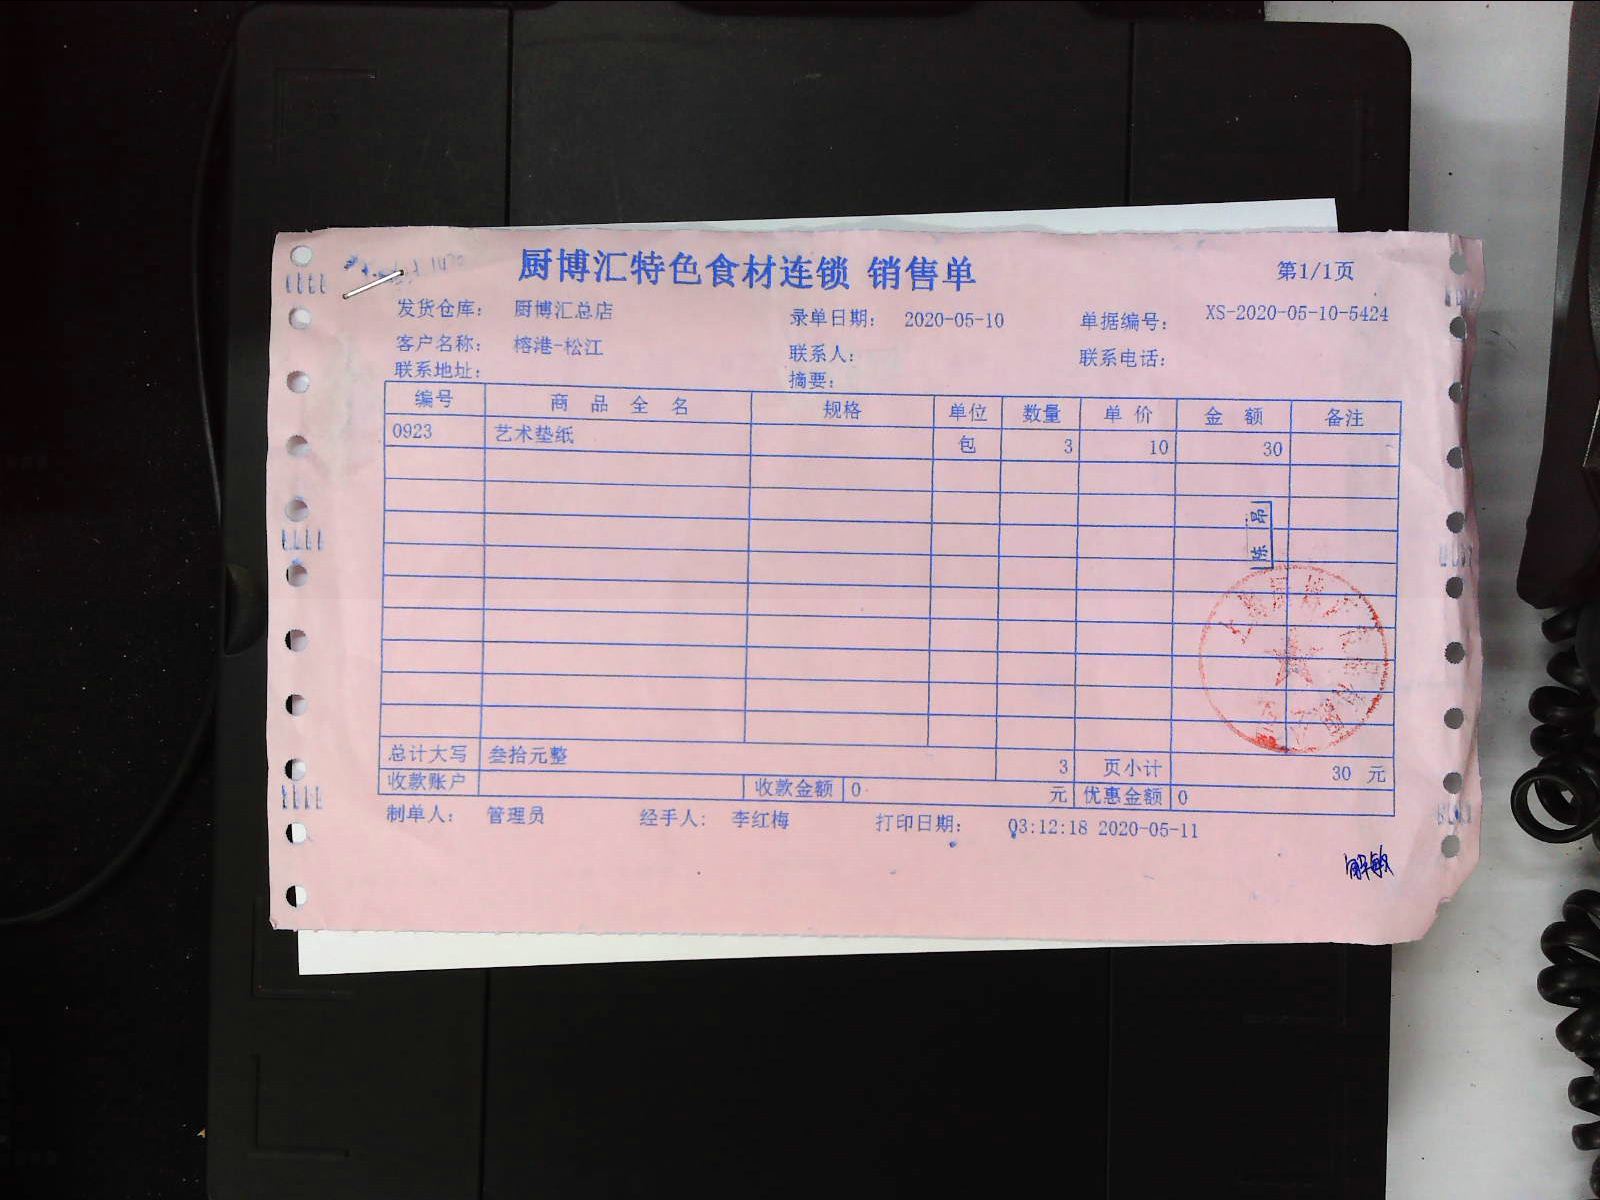 厨博汇特色食材连锁 销售单
第1/1页
发货仓库: 厨博汇总店 录单日期: 2020-05-10 单据编号: XS-2020-05-10-5424
客户名称: 榕港-松江 联系人: 联系电话:
联系地址: 摘要:
编号 商品全名 规格 单位 数量 单价 金额 备注
0923 艺术垫纸 包 3 10 30
陈昂
总计大写 叁拾元整 3 页小计 30 元
收款账户 收款金额 0 元 优惠金额 0
制单人: 管理员 经手人: 李红梅 打印日期: 03:12:18 2020-05-11
解敏